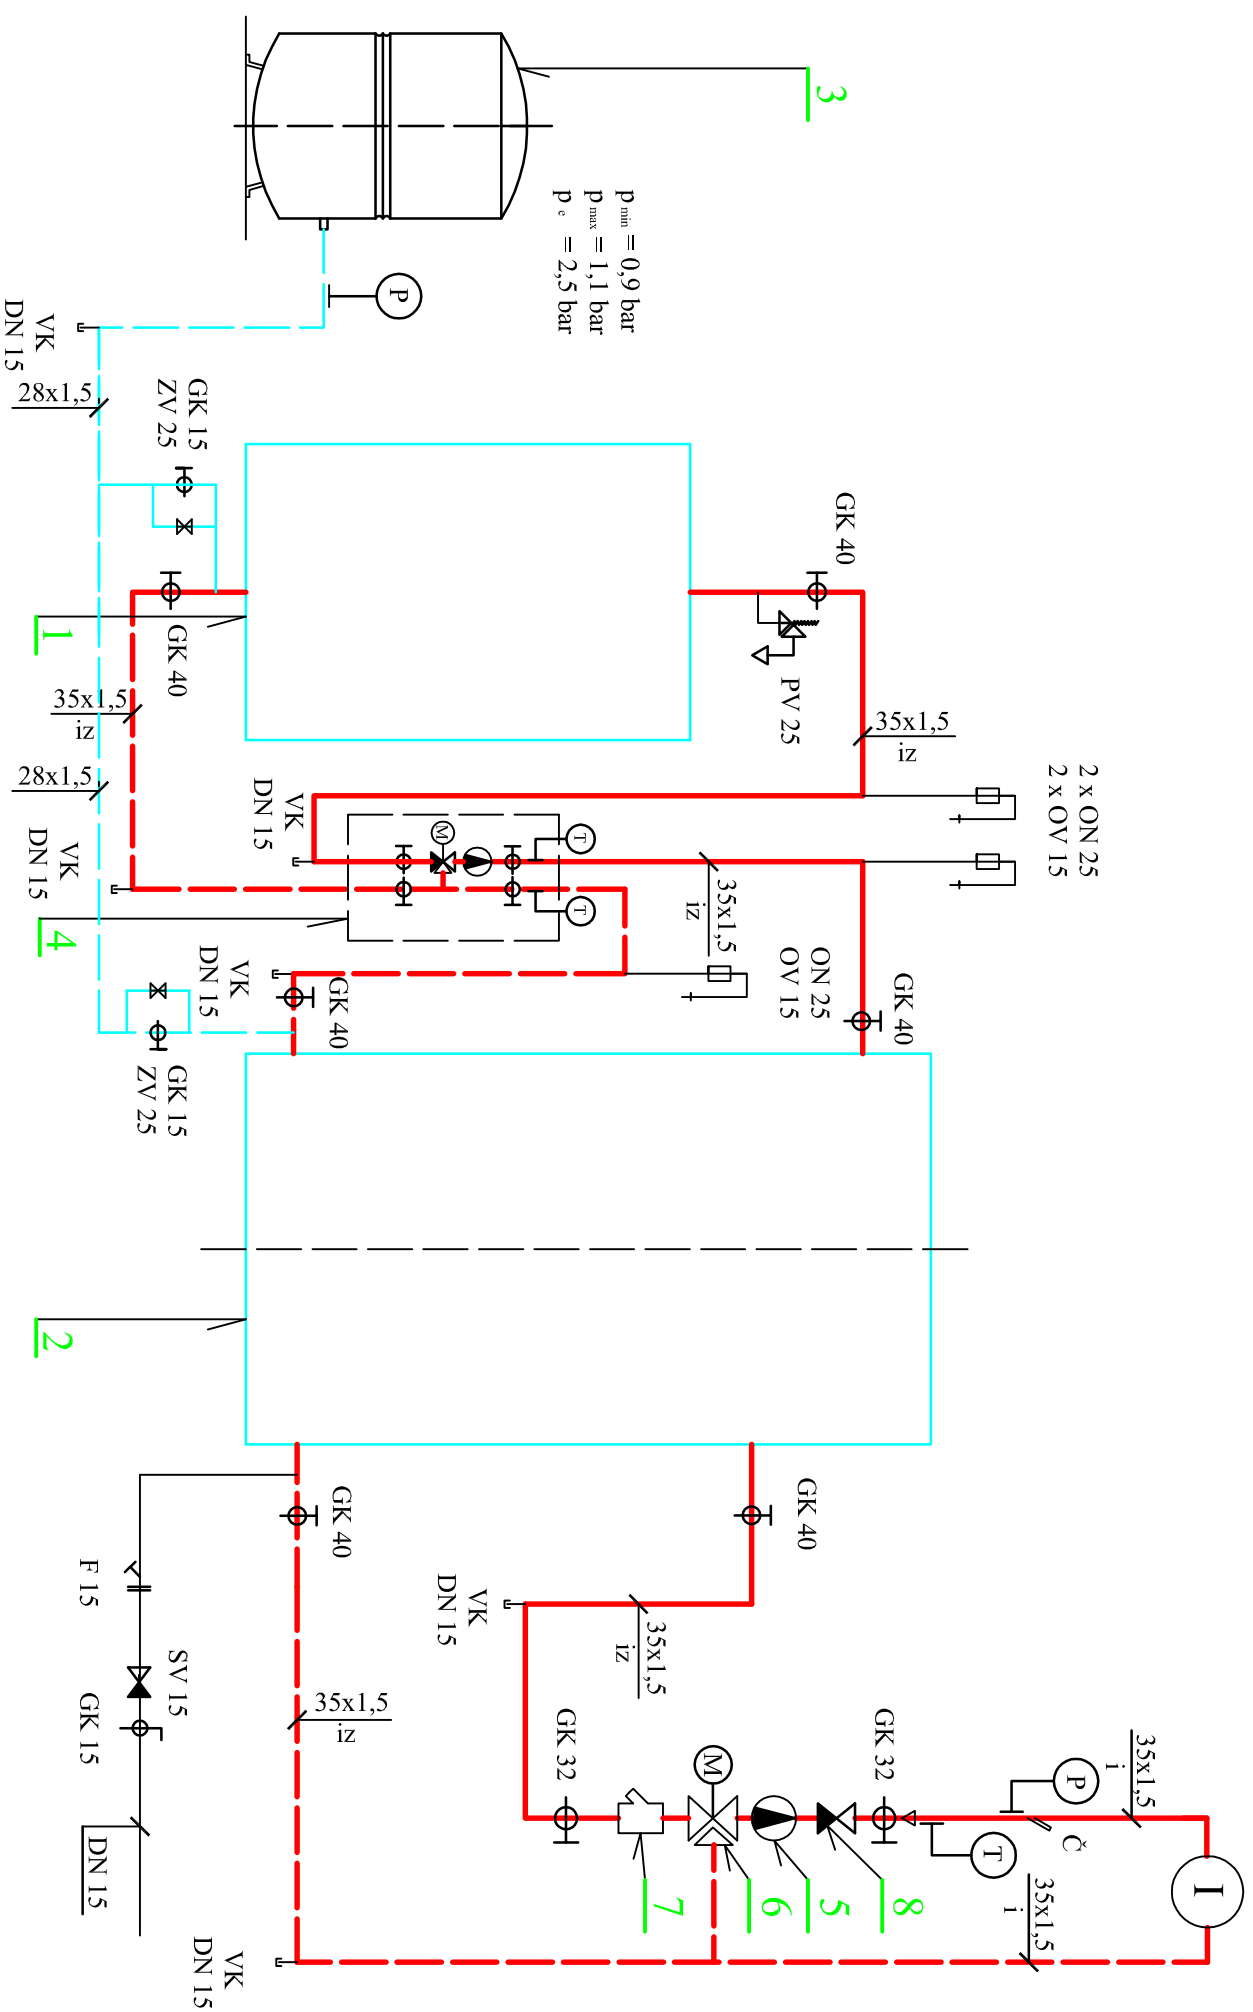 3
p min = 0,9 bar
p max = 1,1 bar
p e = 2,5 bar
P
VK
DN 15
28x1,5
GK 15
ZV 25
GK 40
GK 40
1
PV 25
35x1,5
iz
35x1,5
iz
28x1,5
2 x ON 25
2 x OV 15
VK
DN 15
M
T
T
VK
DN 15
4
35x1,5
iz
ON 25
OV 15
VK
DN 15
GK 40
GK 40
GK 15
ZV 25
2
GK 40
GK 40
F 15
SV 15
GK 15
DN 15
VK
DN 15
35x1,5
iz
35x1,5
iz
GK 32
M
GK 32
P
Č
T
35x1,5
i
35x1,5
i
I
7
6
5
8
VK
DN 15